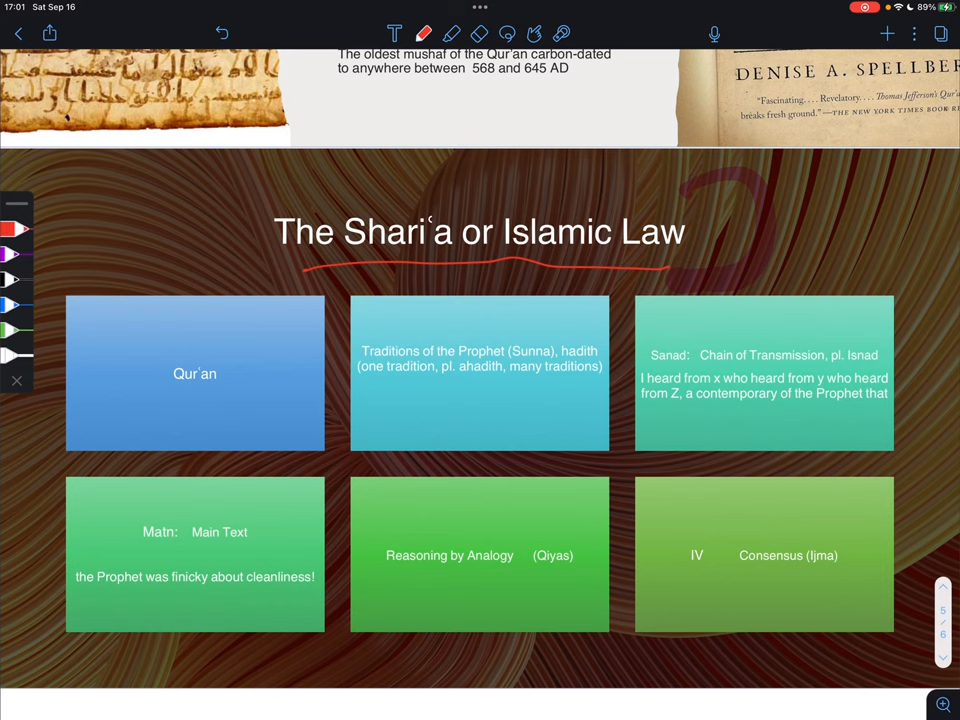 17:01 Sat Sep 16
89%
The oldest mushaf of the Qur'an carbon-dated
to anywhere between 568 and 645 AD
DENISE A. SPELLBER
"Fascinating. . . . Revelatory. . . . Thomas Jefferson's Qur'a
breaks fresh ground." —THE NEW YORK TIMES BOOK RE
The Shariʿa or Islamic Law
Qurʾan
Traditions of the Prophet (Sunna), hadith
(one tradition, pl. ahadith, many traditions)
Sanad: Chain of Transmission, pl. Isnad
I heard from x who heard from y who heard
from Z, a contemporary of the Prophet that
Matn: Main Text
the Prophet was finicky about cleanliness!
Reasoning by Analogy (Qiyas)
IV Consensus (Ijma)
5
/
6